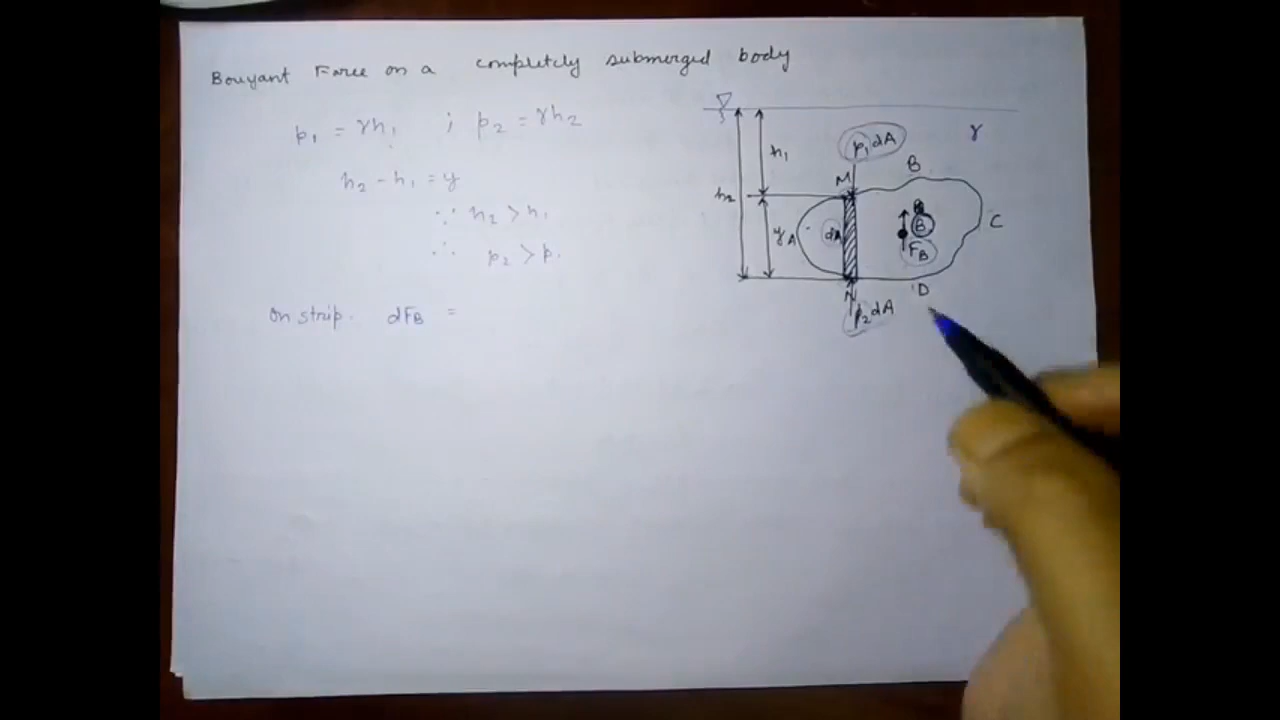 Bouyant Force on a completely submerged body
p₁ = γh₁ ; p₂ = γh₂
h₂ - h₁ = y
∵ h₂ > h₁
∴ p₂ > p₁
On strip. dFB =
γ
p₁dA
h₁
h₂
M
B
y
A
dA
B
FB
C
N
D
p₂dA